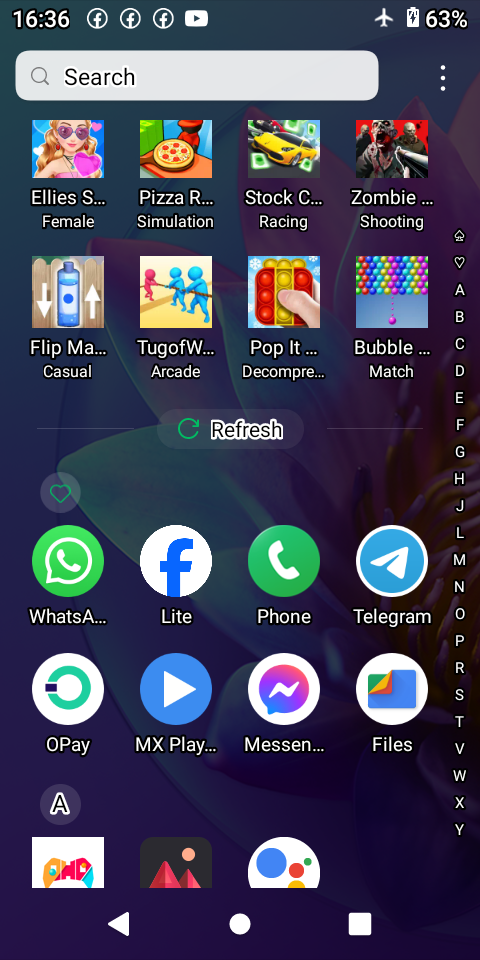 16:36
63%
Search
Ellies S... Pizza R... Stock C... Zombie ...
Female Simulation Racing Shooting
Flip Ma... TugofW... Pop It ... Bubble ...
Casual Arcade Decompre... Match
Refresh
WhatsA... Lite Phone Telegram
OPay MX Play... Messen... Files
A
A
B
C
D
E
F
G
H
J
L
M
N
O
P
R
S
T
V
W
X
Y